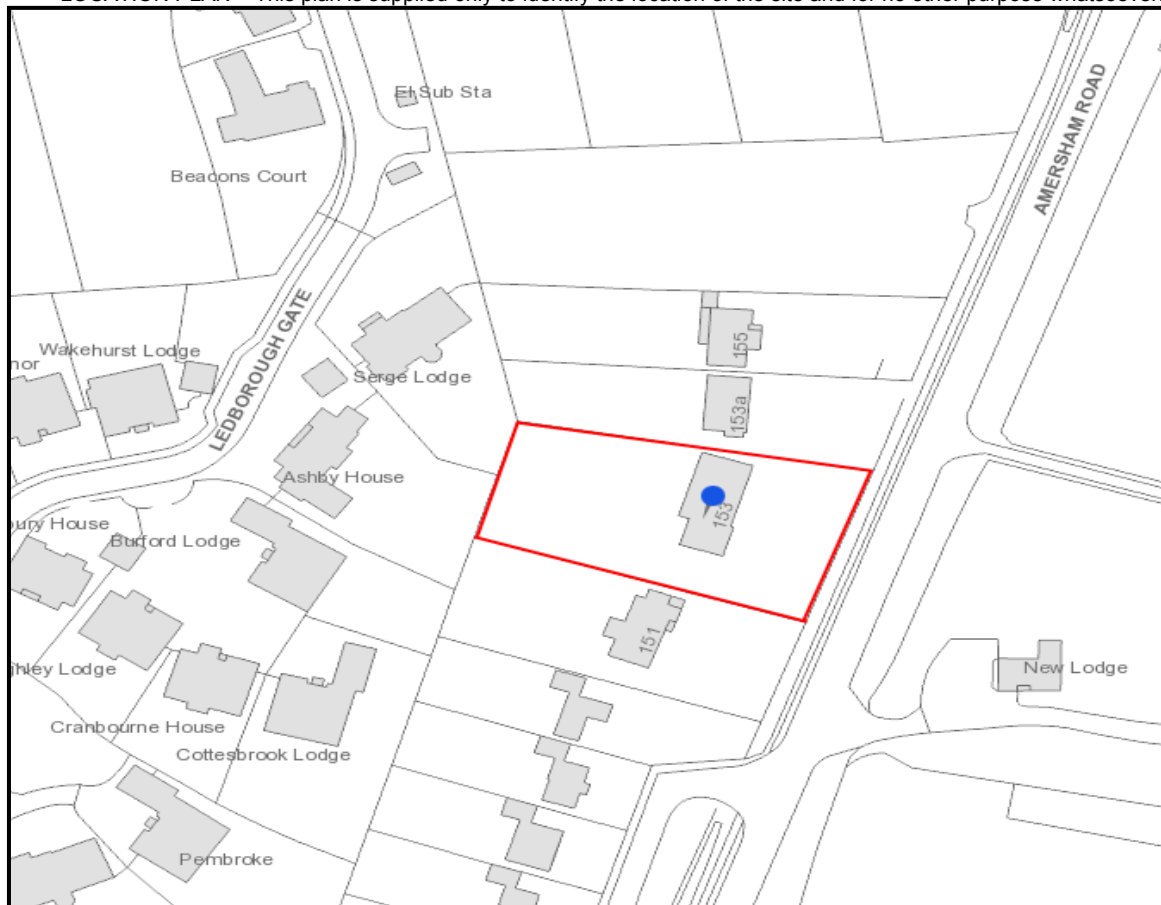 This plan is supplied only to identify the location of the site and for no other purpose whatsoever.
El Sub Sta
AMERSHAM ROAD
Beacons Court
LEDBOROUGH GATE
Wakehurst Lodge
155
Serge Lodge
153a
Ashby House
153
Burford Lodge
151
New Lodge
Cranbourne House
Cottesbrook Lodge
Pembroke